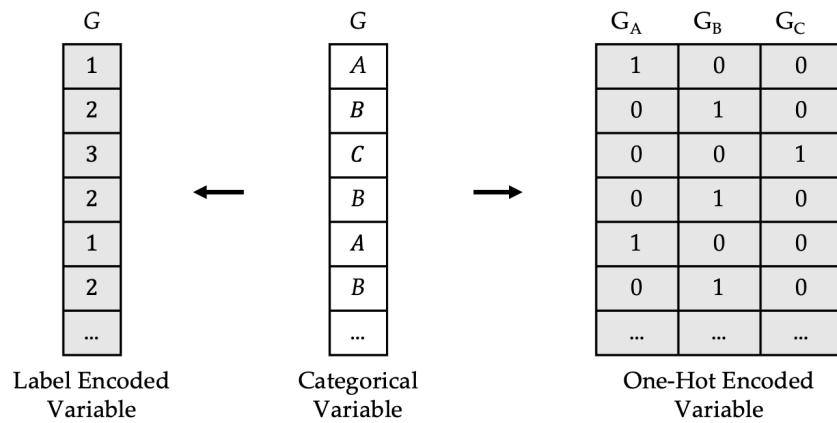 G G G_A G_B G_C
1 A 1 0 0
2 B 0 1 0
3 C 0 0 1
2 B 0 1 0
1 A 1 0 0
2 B 0 1 0
... ... ... ... ...
Label Encoded Categorical One-Hot Encoded
Variable Variable Variable